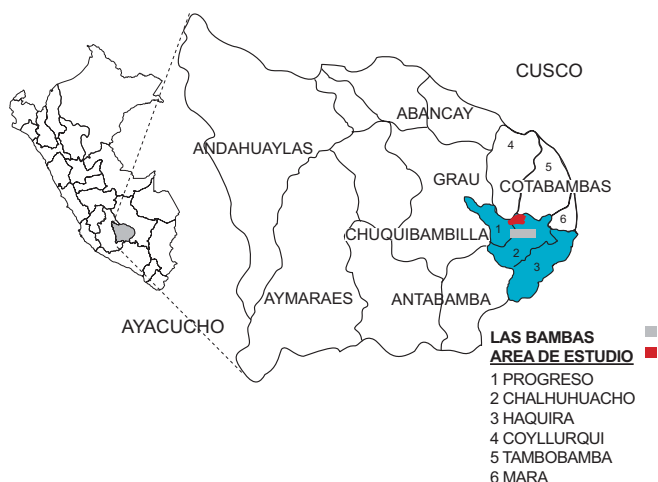 CUSCO
ABANCAY
4
ANDAHUAYLAS
5
GRAU
COTABAMBAS
6
1
CHUQUIBAMBILLA
2
3
AYMARAES
ANTABAMBA
AYACUCHO
LAS BAMBAS
AREA DE ESTUDIO
1 PROGRESO
2 CHALHUHUACHO
3 HAQUIRA
4 COYLLURQUI
5 TAMBOBAMBA
6 MARA